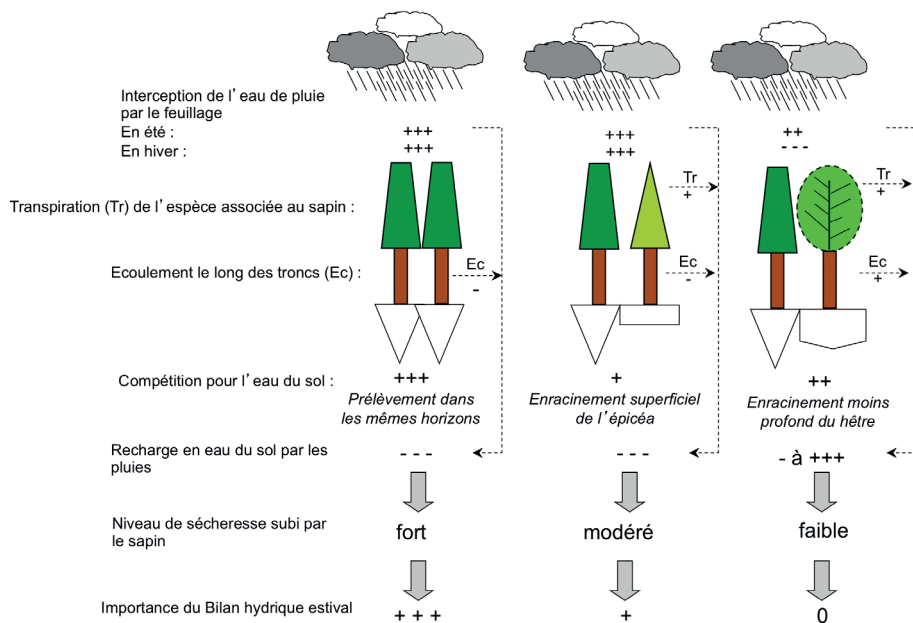 Interception de l'eau de pluie
par le feuillage
En été :
+++
+++
++
En hiver :
+++
+++
- - -
Transpiration (Tr) de l'espèce associée au sapin :
Tr
+
Tr
+
Ecoulement le long des troncs (Ec) :
Ec
-
Ec
-
Ec
+
Compétition pour l'eau du sol :
+++
+
++
Prélèvement dans
les mêmes horizons
Enracinement superficiel
de l'épicéa
Enracinement moins
profond du hêtre
Recharge en eau du sol par les
pluies
- - -
- - -
- à +++
Niveau de sécheresse subi par
le sapin
fort
modéré
faible
Importance du Bilan hydrique estival
+ + +
+
0